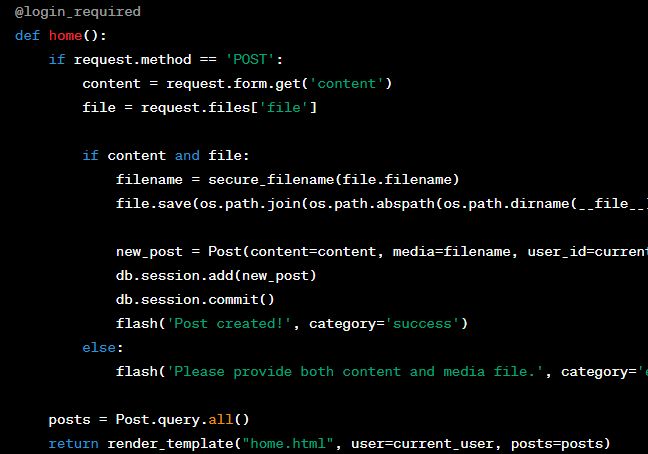 @login_required
def home():
    if request.method == 'POST':
        content = request.form.get('content')
        file = request.files['file']

        if content and file:
            filename = secure_filename(file.filename)
            file.save(os.path.join(os.path.abspath(os.path.dirname(__file__)

            new_post = Post(content=content, media=filename, user_id=current
            db.session.add(new_post)
            db.session.commit()
            flash('Post created!', category='success')
        else:
            flash('Please provide both content and media file.', category='e

    posts = Post.query.all()
    return render_template("home.html", user=current_user, posts=posts)